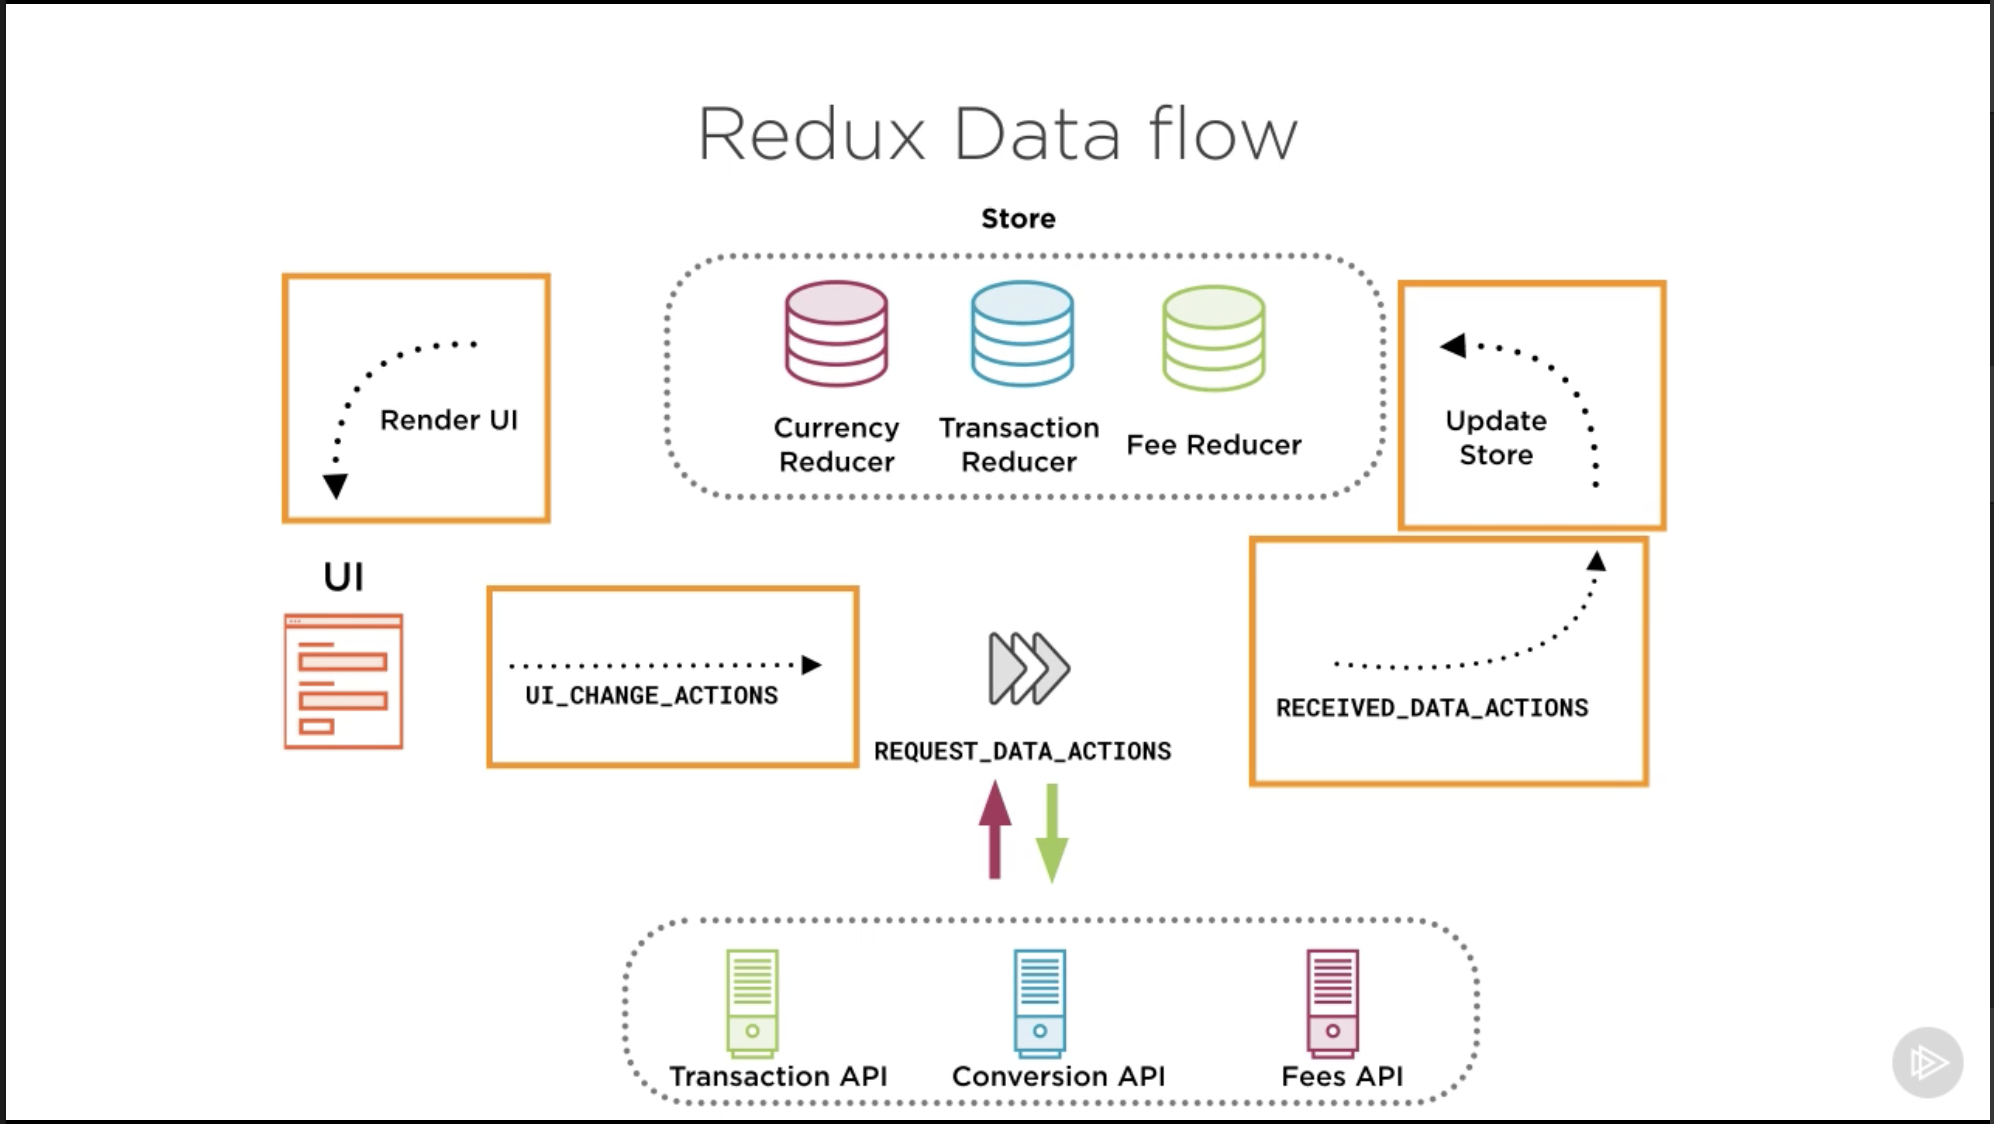 Redux Data flow
Store
Currency
Reducer
Transaction
Reducer
Fee Reducer
Render UI
Update
Store
UI
UI_CHANGE_ACTIONS
REQUEST_DATA_ACTIONS
RECEIVED_DATA_ACTIONS
Transaction API
Conversion API
Fees API